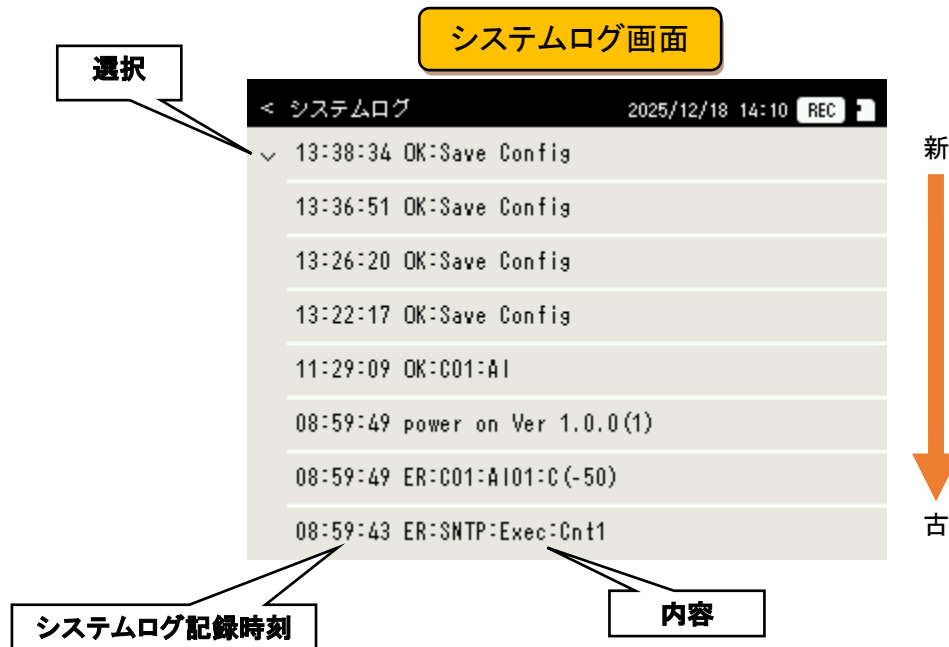 システムログ画面
選択
< システムログ 2025/12/18 14:10 REC
13:38:34 OK:Save Config
新
13:36:51 OK:Save Config
13:26:20 OK:Save Config
13:22:17 OK:Save Config
11:29:09 OK:C01:AI
08:59:49 power on Ver 1.0.0(1)
08:59:49 ER:C01:AI01:C(-50)
08:59:43 ER:SNTP:Exec:Cnt1
古
システムログ記録時刻
内容